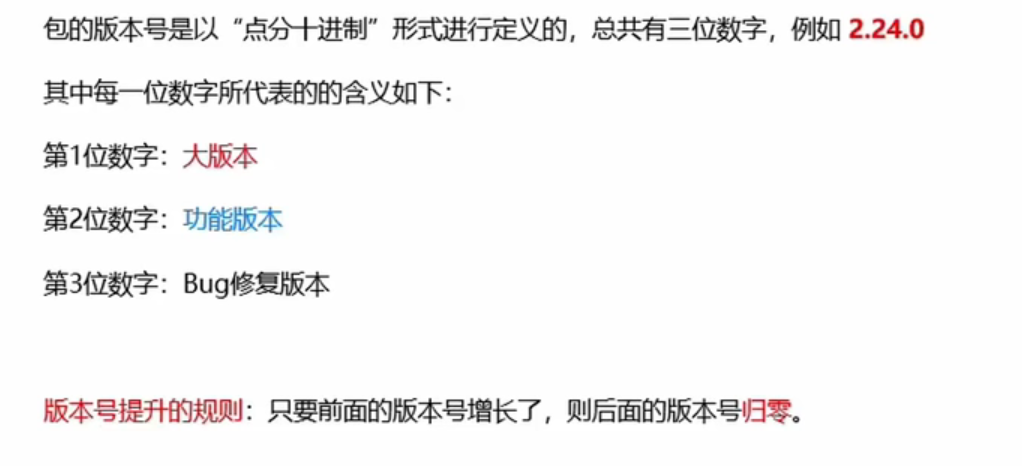 包的版本号是以“点分十进制”形式进行定义的，总共有三位数字，例如 2.24.0
其中每一位数字所代表的的含义如下：
第1位数字：大版本
第2位数字：功能版本
第3位数字：Bug修复版本
版本号提升的规则：只要前面的版本号增长了，则后面的版本号归零。